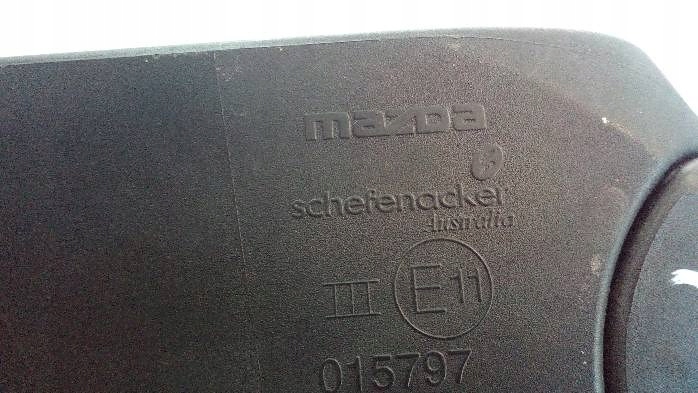 mazda
schefenacker
Australia
III E11
015797